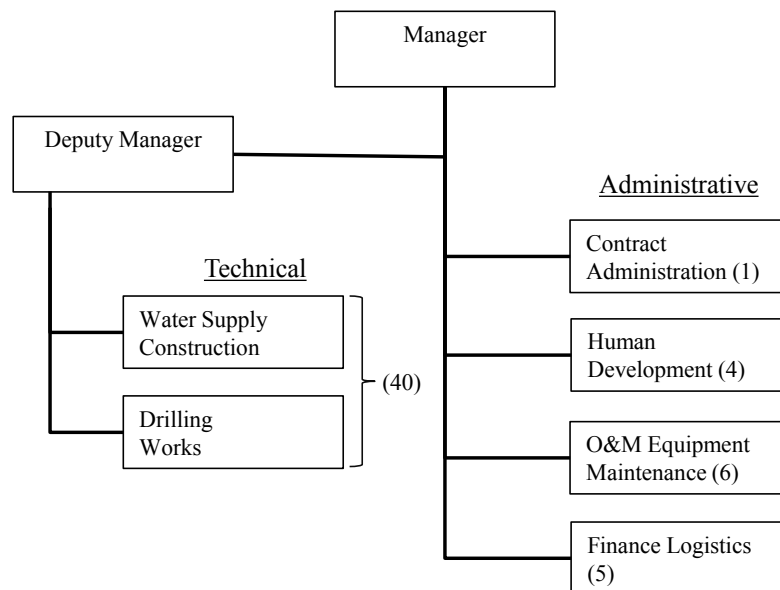 Manager
Deputy Manager
Administrative
Contract
Administration (1)
Technical
Water Supply
Construction
Human
Development (4)
(40)
Drilling
Works
O&M Equipment
Maintenance (6)
Finance Logistics
(5)